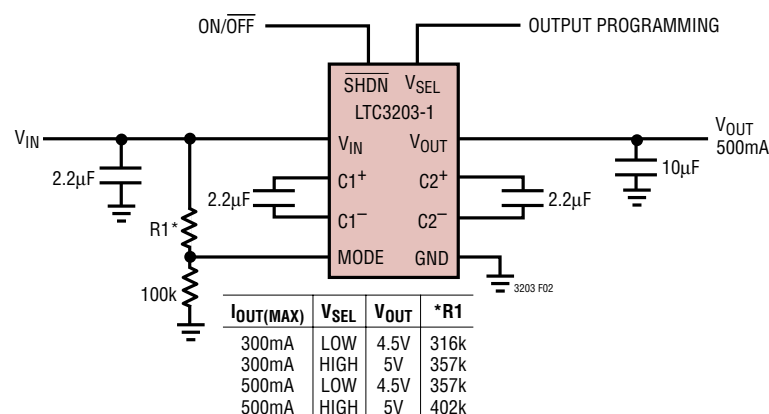 ON/OFF
OUTPUT PROGRAMMING
SHDN VSEL
LTC3203-1
VIN
VIN VOUT
VOUT
500mA
2.2µF
2.2µF
C1+ C2+
C1– C2–
2.2µF
10µF
R1*
MODE GND
100k
3203 F02
IOUT(MAX) VSEL VOUT *R1
300mA LOW 4.5V 316k
300mA HIGH 5V 357k
500mA LOW 4.5V 357k
500mA HIGH 5V 402k